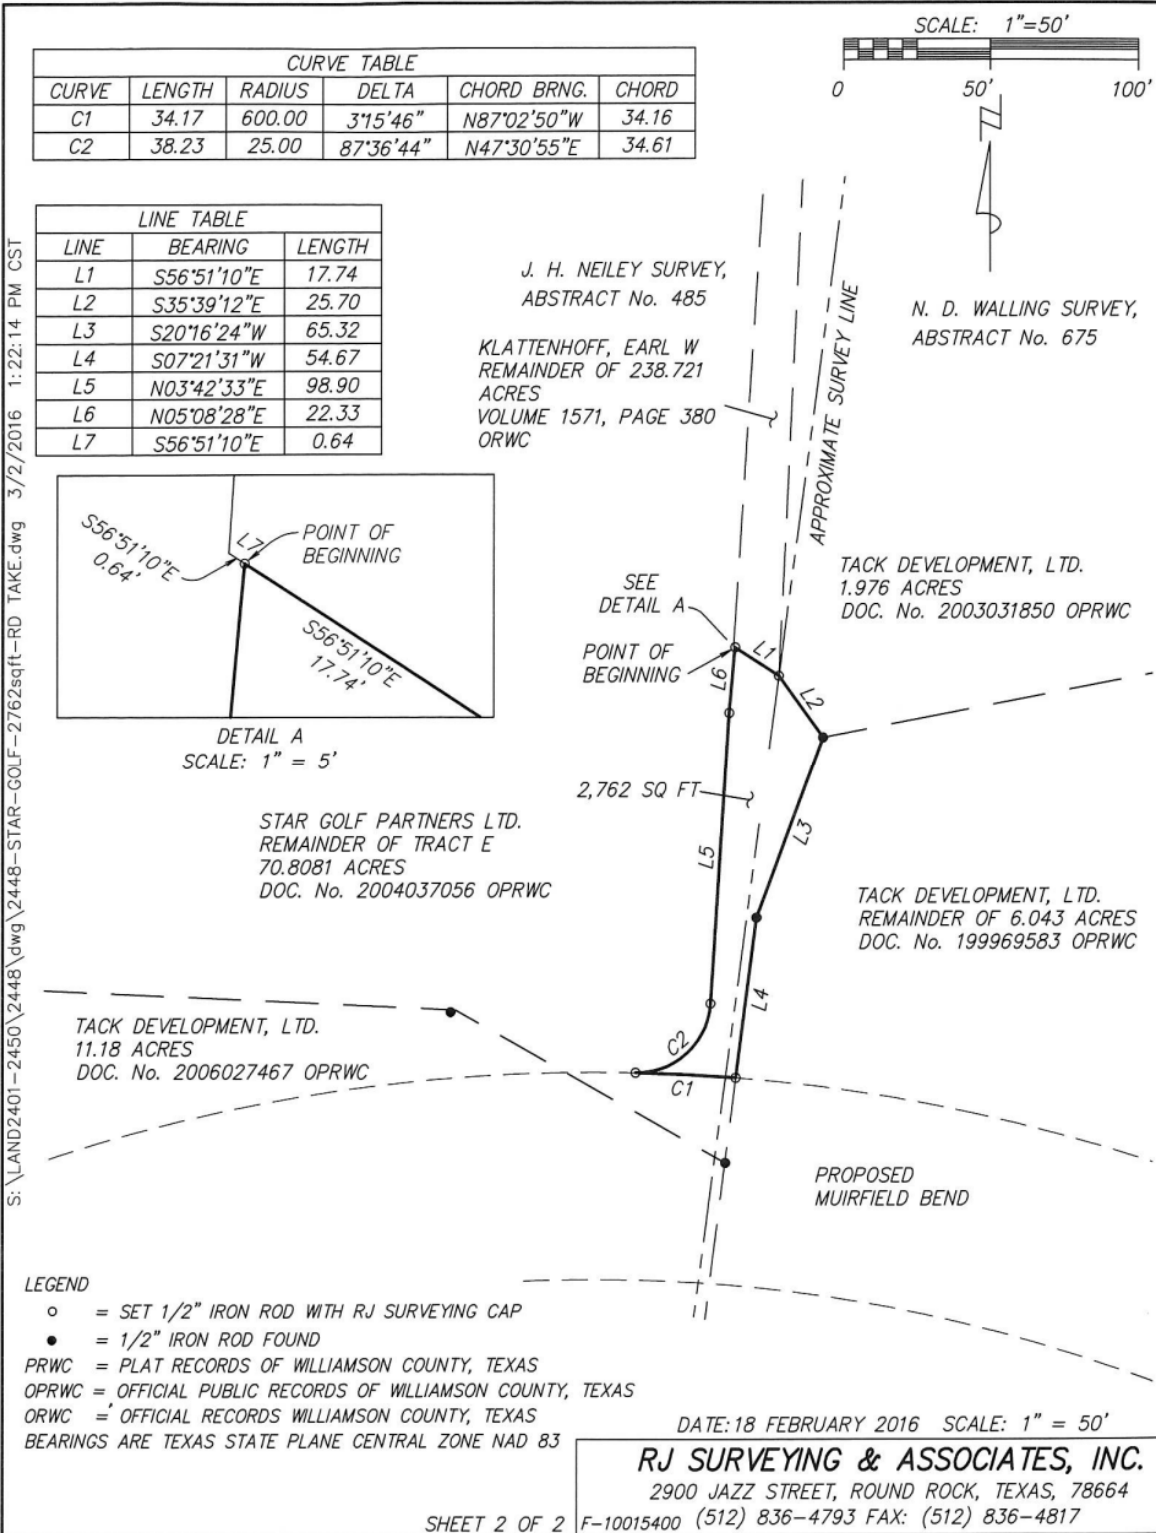 SCALE: 1"=50'
0 50' 100'
N
CURVE TABLE
CURVE LENGTH RADIUS DELTA CHORD BRNG. CHORD
C1 34.17 600.00 3°15'46" N87°02'50"W 34.16
C2 38.23 25.00 87°36'44" N47°30'55"E 34.61
LINE TABLE
LINE BEARING LENGTH
L1 S56°51'10"E 17.74
L2 S35°39'12"E 25.70
L3 S20°16'24"W 65.32
L4 S07°21'31"W 54.67
L5 N03°42'33"E 98.90
L6 N05°08'28"E 22.33
L7 S56°51'10"E 0.64
S:\LAND2401-2450\2448\dwg\2448-STAR-GOLF-2762sqft-RD TAKE.dwg 3/2/2016 1:22:14 PM CST
J. H. NEILEY SURVEY,
ABSTRACT No. 485
N. D. WALLING SURVEY,
ABSTRACT No. 675
KLATTENHOFF, EARL W
REMAINDER OF 238.721
ACRES
VOLUME 1571, PAGE 380
ORWC
APPROXIMATE SURVEY LINE
S56°51'10"E
0.64'
L7
POINT OF
BEGINNING
S56°51'10"E
17.74'
DETAIL A
SCALE: 1" = 5'
TACK DEVELOPMENT, LTD.
1.976 ACRES
DOC. No. 2003031850 OPRWC
SEE
DETAIL A
POINT OF
BEGINNING
L1
L2
L6
2,762 SQ FT
L3
L5
STAR GOLF PARTNERS LTD.
REMAINDER OF TRACT E
70.8081 ACRES
DOC. No. 2004037056 OPRWC
TACK DEVELOPMENT, LTD.
REMAINDER OF 6.043 ACRES
DOC. No. 199969583 OPRWC
L4
C2
C1
TACK DEVELOPMENT, LTD.
11.18 ACRES
DOC. No. 2006027467 OPRWC
PROPOSED
MUIRFIELD BEND
LEGEND
○ = SET 1/2" IRON ROD WITH RJ SURVEYING CAP
● = 1/2" IRON ROD FOUND
PRWC = PLAT RECORDS OF WILLIAMSON COUNTY, TEXAS
OPRWC = OFFICIAL PUBLIC RECORDS OF WILLIAMSON COUNTY, TEXAS
ORWC = OFFICIAL RECORDS WILLIAMSON COUNTY, TEXAS
BEARINGS ARE TEXAS STATE PLANE CENTRAL ZONE NAD 83
DATE: 18 FEBRUARY 2016 SCALE: 1" = 50'
RJ SURVEYING & ASSOCIATES, INC.
2900 JAZZ STREET, ROUND ROCK, TEXAS, 78664
F-10015400 (512) 836-4793 FAX: (512) 836-4817
SHEET 2 OF 2